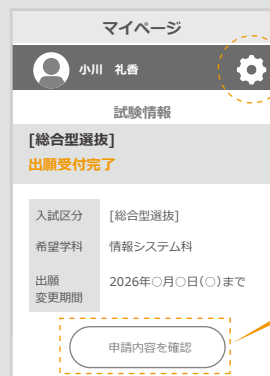 マイページ
小川 礼香
試験情報
[総合型選抜]
出願受付完了
入試区分 [総合型選抜]
希望学科 情報システム科
出願
変更期間 2026年○月○日(○)まで
申請内容を確認